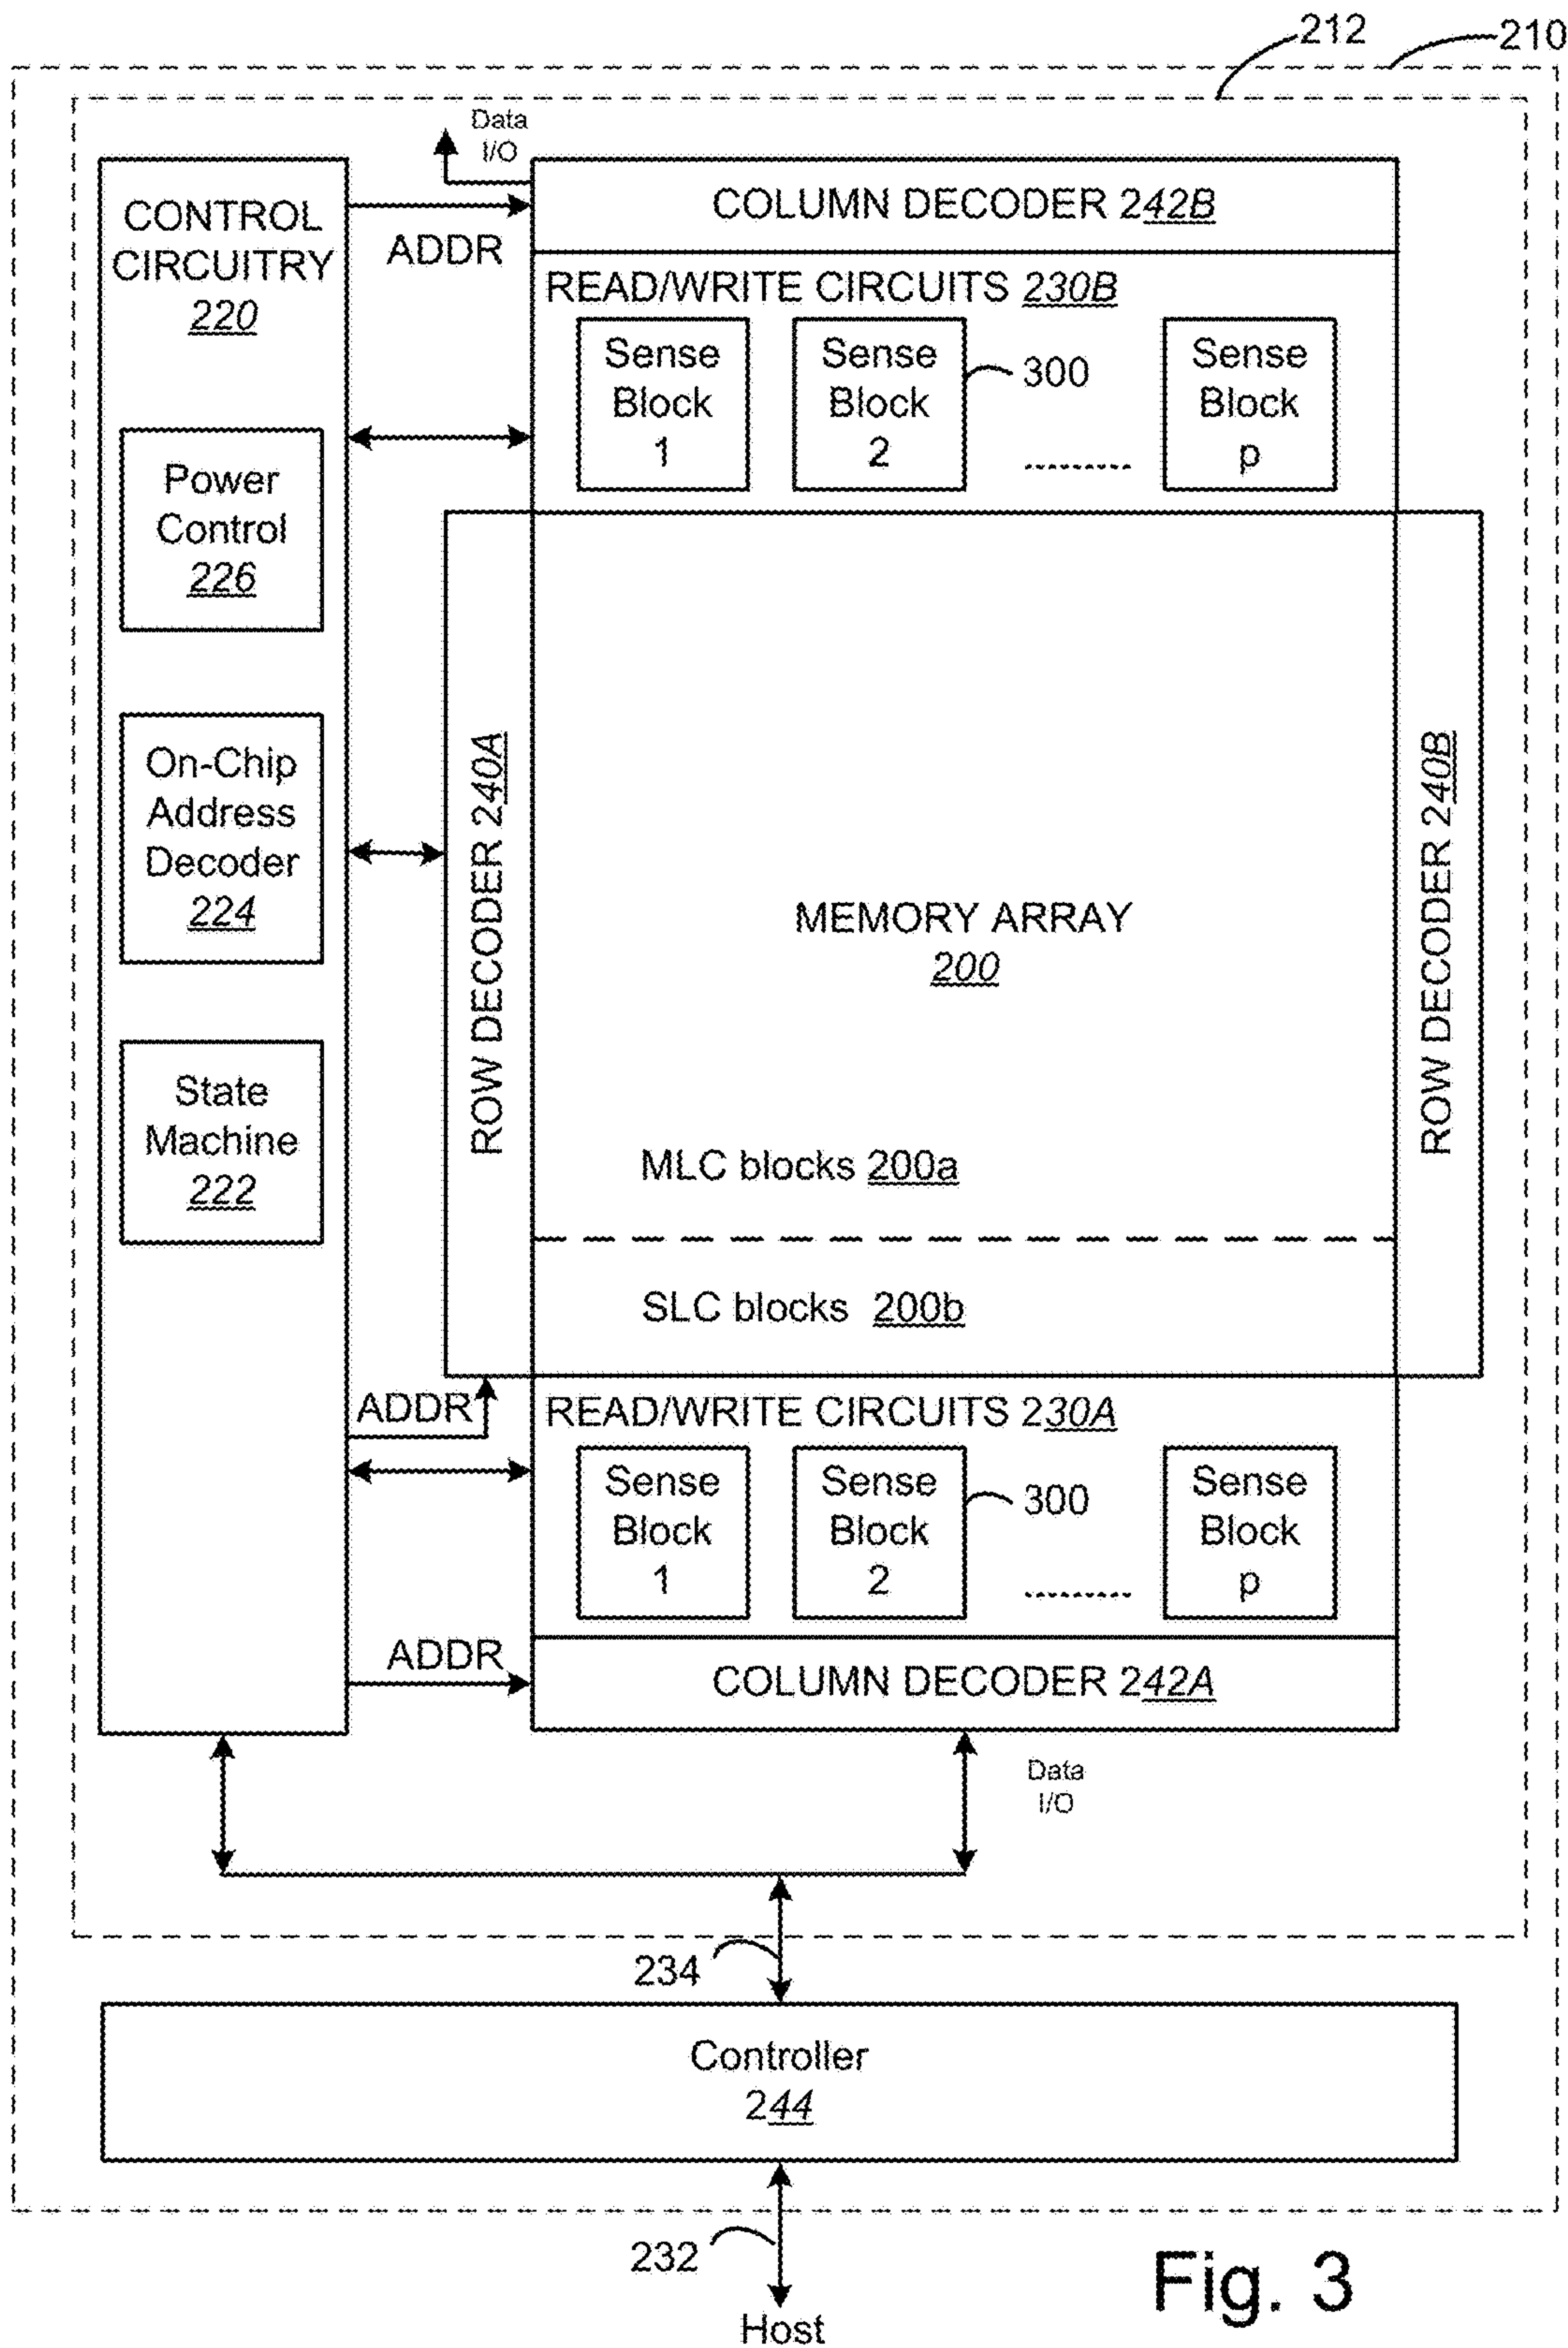 212
210
Data
I/O
COLUMN DECODER 242B
CONTROL
CIRCUITRY
220
ADDR
READ/WRITE CIRCUITS 230B
Sense
Block
1
Sense
Block
2
300
Sense
Block
p
Power
Control
226
On-Chip
Address
Decoder
224
State
Machine
222
ROW DECODER 240A
MEMORY ARRAY
200
ROW DECODER 240B
MLC blocks 200a
SLC blocks 200b
ADDR
READ/WRITE CIRCUITS 230A
Sense
Block
1
Sense
Block
2
300
Sense
Block
p
ADDR
COLUMN DECODER 242A
Data
I/O
234
Controller
244
232
Host
Fig. 3